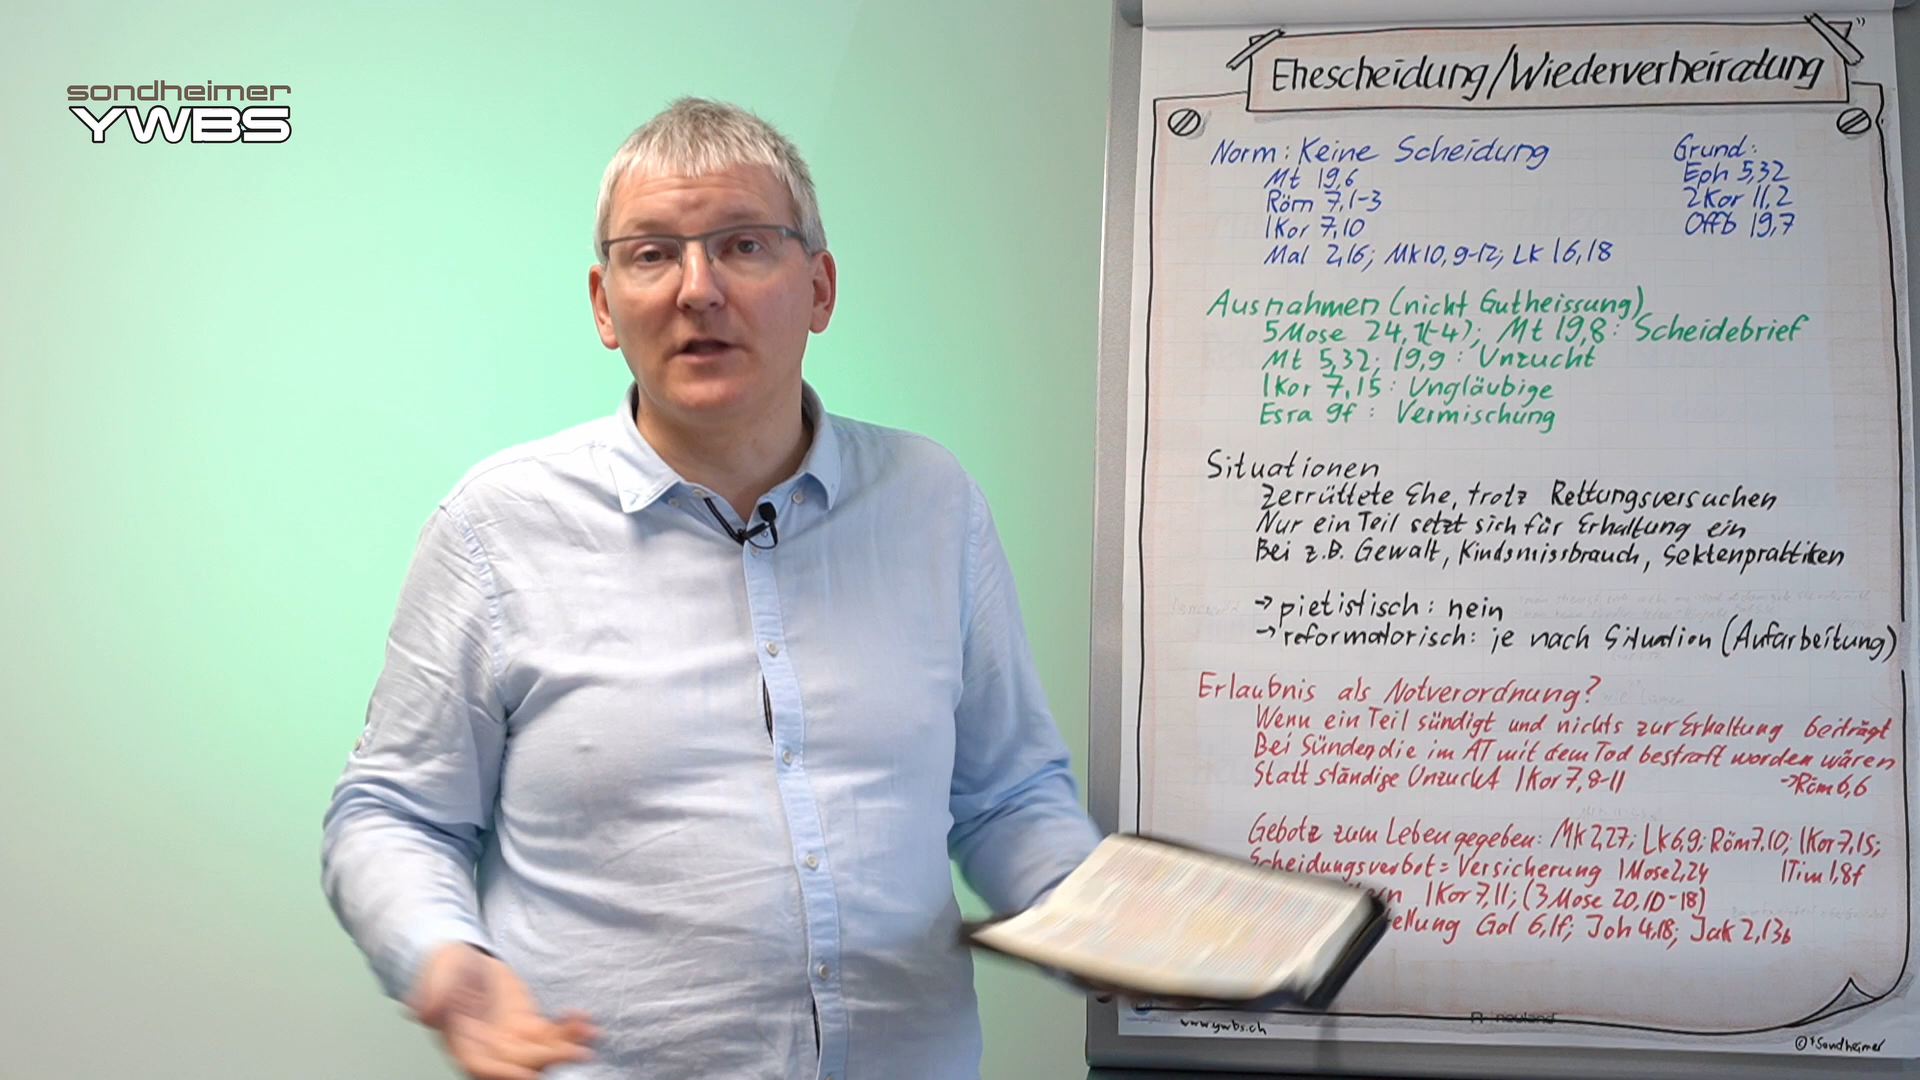 sondheimer
YWBS
Ehescheidung/Wiederverheiratung
Norm: Keine Scheidung
Mt 19,6
Röm 7,1-3
1Kor 7,10
Mal 2,16; Mk10,9-12; Lk 16,18
Grund:
Eph 5,32
2Kor 11,2
Offb 19,7
Ausnahmen (nicht Gutheissung)
5Mose 24,1(-4); Mt 19,8: Scheidebrief
Mt 5,32; 19,9: Unzucht
1Kor 7,15: Ungläubige
Esra 9f: Vermischung
Situationen
Zerrüttete Ehe, trotz Rettungsversuchen
Nur ein Teil setzt sich für Erhaltung ein
Bei z.B. Gewalt, Kindsmissbrauch, Sektenpraktiken
→ pietistisch: nein
→ reformatorisch: je nach Situation (Aufarbeitung)
Erlaubnis als Notverordnung?
Wenn ein Teil sündigt und nichts zur Erhaltung beiträgt
Bei Sünden, die im AT mit dem Tod bestraft worden wären
Statt ständige Unzucht 1Kor 7,8-11 →Röm 6,6
Gebote zum Leben gegeben: Mk 2,27; Lk 6,9; Röm 7,10; 1Kor 7,15;
Scheidungsverbot = Versicherung 1Mose 2,24 1Tim 1,8f
1Kor 7,11; (3Mose 20,10-18)
ellung Gal 6,1f; Joh 4,18; Jak 2,13b
www.ywbs.ch
neuland
© Sondheimer